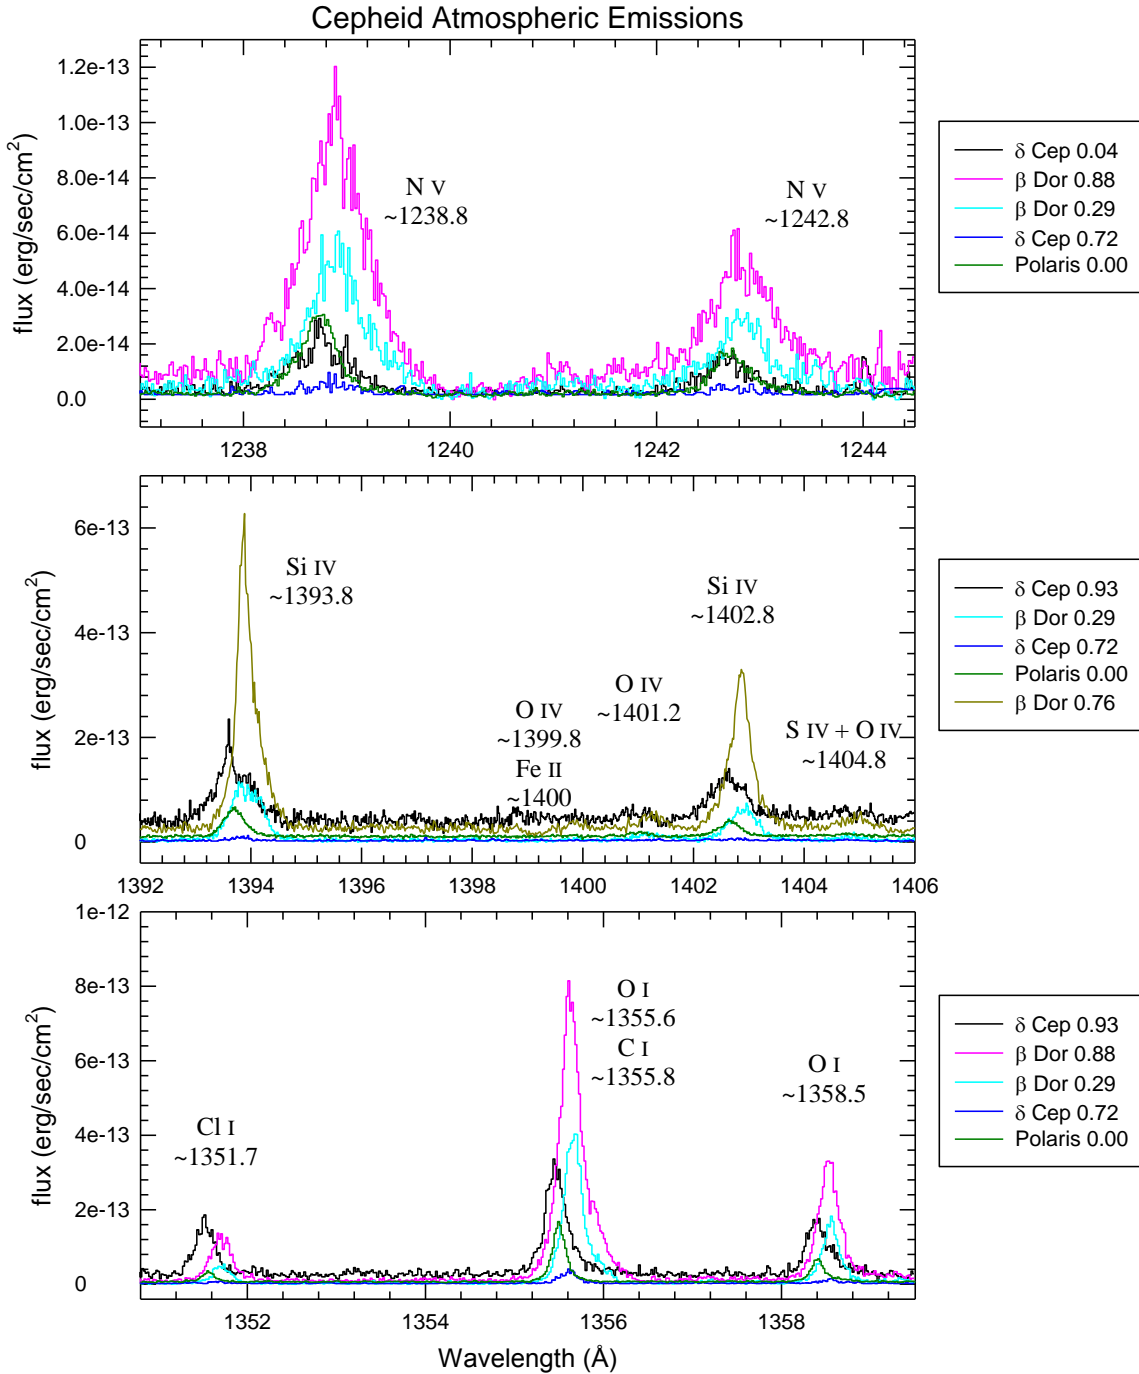 Cepheid Atmospheric Emissions
flux (erg/sec/cm²)
1.2e-13
1.0e-13
8.0e-14
6.0e-14
4.0e-14
2.0e-14
0.0
N V
~1238.8
N V
~1242.8
1238 1240 1242 1244
δ Cep 0.04
β Dor 0.88
β Dor 0.29
δ Cep 0.72
Polaris 0.00
flux (erg/sec/cm²)
6e-13
4e-13
2e-13
0
Si IV
~1393.8
O IV
~1399.8
Fe II
~1400
O IV
~1401.2
Si IV
~1402.8
S IV + O IV
~1404.8
1392 1394 1396 1398 1400 1402 1404 1406
δ Cep 0.93
β Dor 0.29
δ Cep 0.72
Polaris 0.00
β Dor 0.76
flux (erg/sec/cm²)
1e-12
8e-13
6e-13
4e-13
2e-13
0
Cl I
~1351.7
O I
~1355.6
C I
~1355.8
O I
~1358.5
1352 1354 1356 1358
Wavelength (Å)
δ Cep 0.93
β Dor 0.88
β Dor 0.29
δ Cep 0.72
Polaris 0.00